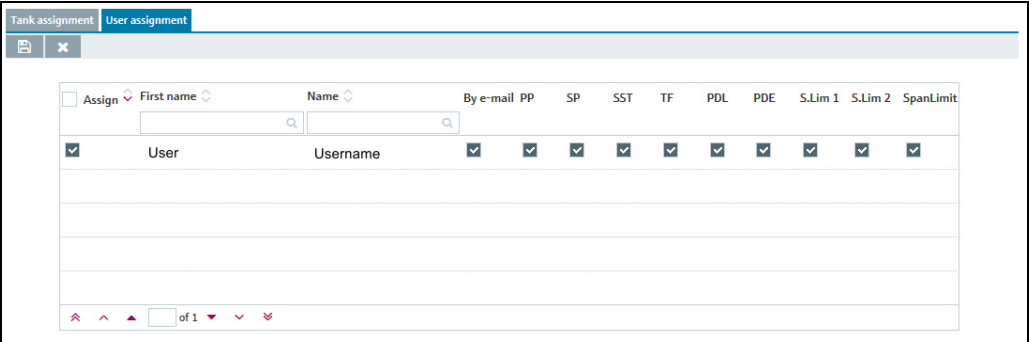 Tank assignment User assignment
Assign First name Name By e-mail PP SP SST TF PDL PDE S.Lim 1 S.Lim 2 SpanLimit
User Username
of 1